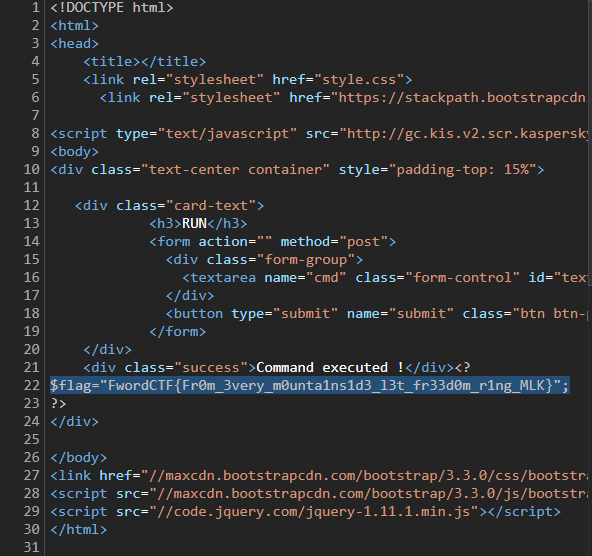 1 <!DOCTYPE html>
2 <html>
3 <head>
4 <title></title>
5 <link rel="stylesheet" href="style.css">
6 <link rel="stylesheet" href="https://stackpath.bootstrapcdn
7
8 <script type="text/javascript" src="http://gc.kis.v2.scr.kaspersky
9 <body>
10 <div class="text-center container" style="padding-top: 15%">
11
12 <div class="card-text">
13 <h3>RUN</h3>
14 <form action="" method="post">
15 <div class="form-group">
16 <textarea name="cmd" class="form-control" id="tex
17 </div>
18 <button type="submit" name="submit" class="btn btn-p
19 </form>
20 </div>
21 <div class="success">Command executed !</div><?
22 $flag="FwordCTF{Fr0m_3very_m0unta1ns1d3_l3t_fr33d0m_r1ng_MLK}";
23 ?>
24 </div>
25
26 </body>
27 <link href="//maxcdn.bootstrapcdn.com/bootstrap/3.3.0/css/bootstra
28 <script src="//maxcdn.bootstrapcdn.com/bootstrap/3.3.0/js/bootstra
29 <script src="//code.jquery.com/jquery-1.11.1.min.js"></script>
30 </html>
31